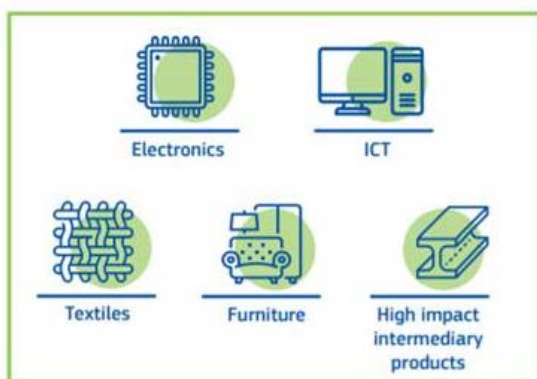 Electronics
ICT
Textiles
Furniture
High impact
intermediary
products